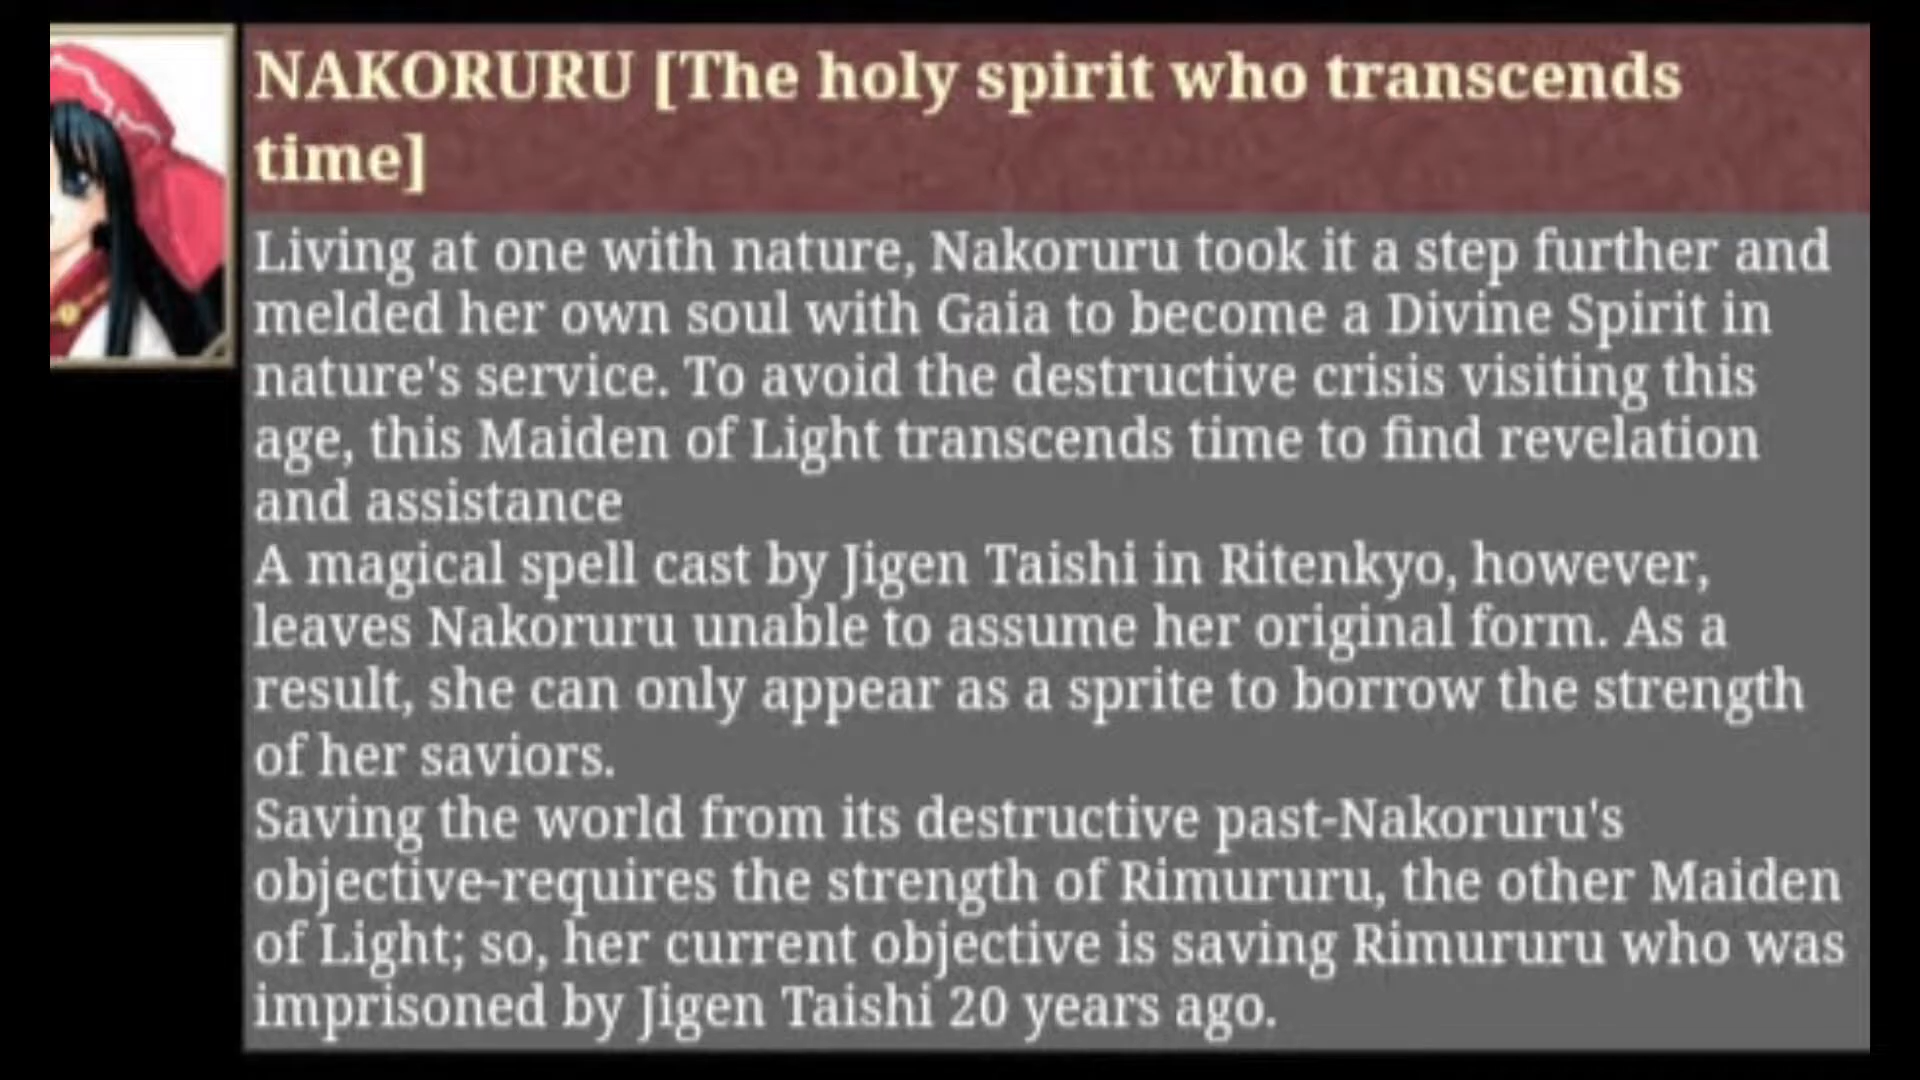 NAKORURU [The holy spirit who transcends
time]
Living at one with nature, Nakoruru took it a step further and
melded her own soul with Gaia to become a Divine Spirit in
nature's service. To avoid the destructive crisis visiting this
age, this Maiden of Light transcends time to find revelation
and assistance
A magical spell cast by Jigen Taishi in Ritenkyo, however,
leaves Nakoruru unable to assume her original form. As a
result, she can only appear as a sprite to borrow the strength
of her saviors.
Saving the world from its destructive past-Nakoruru's
objective-requires the strength of Rimururu, the other Maiden
of Light; so, her current objective is saving Rimururu who was
imprisoned by Jigen Taishi 20 years ago.